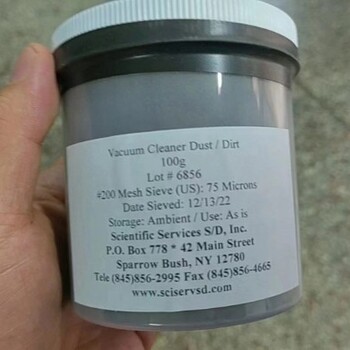 Vacuum Cleaner Dust / Dirt
100g
Lot # 6856
#200 Mesh Sieve (US): 75 Microns
Date Sieved: 12/13/22
Storage: Ambient / Use: As is
Scientific Services S/D, Inc.
P.O. Box 778 * 42 Main Street
Sparrow Bush, NY 12780
Tele (845)856-2995 Fax (845)856-4665
www.sciservsd.com